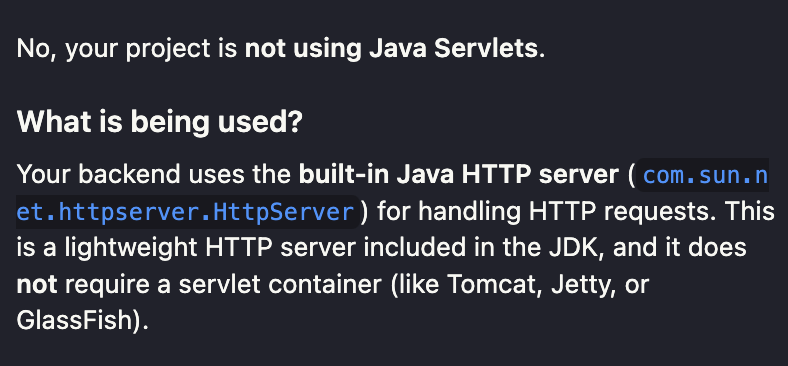 No, your project is not using Java Servlets.
What is being used?
Your backend uses the built-in Java HTTP server (com.sun.n
et.httpserver.HttpServer) for handling HTTP requests. This
is a lightweight HTTP server included in the JDK, and it does
not require a servlet container (like Tomcat, Jetty, or
GlassFish).